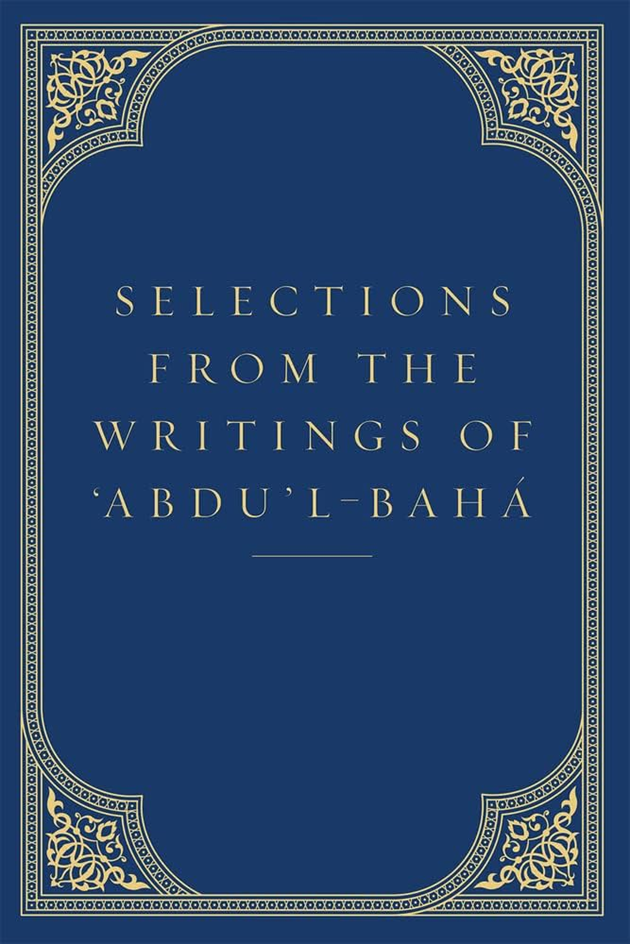 SELECTIONS
FROM THE
WRITINGS OF
‘ABDU’L–BAHÁ